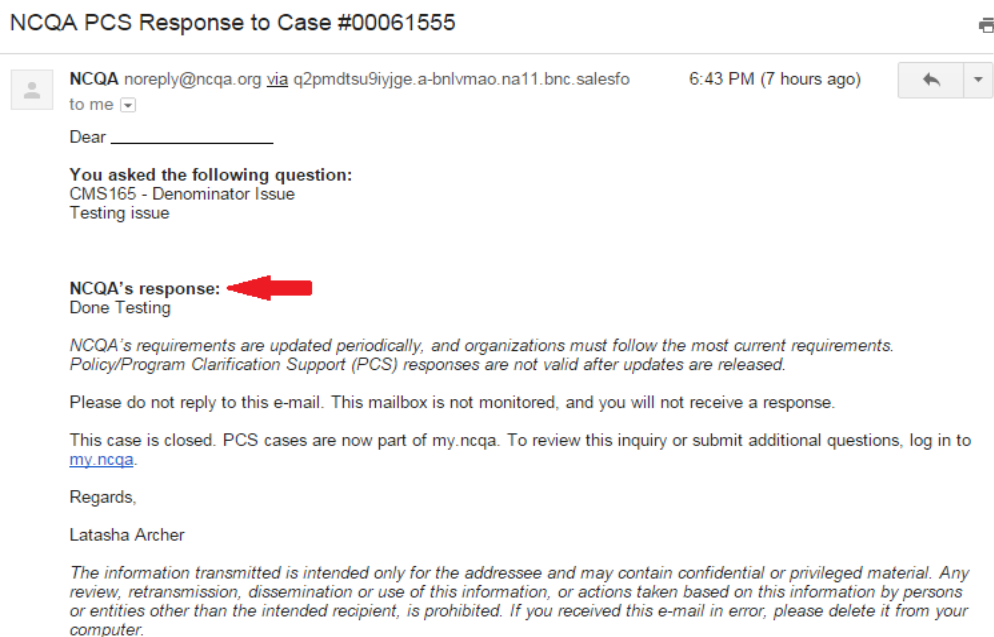 NCQA PCS Response to Case #00061555
NCQA noreply@ncqa.org via q2pmdtsu9iyjge.a-bnlvmao.na11.bnc.salesfo 6:43 PM (7 hours ago)
to me
Dear
You asked the following question:
CMS165 - Denominator Issue
Testing issue
NCQA's response:
Done Testing
NCQA's requirements are updated periodically, and organizations must follow the most current requirements.
Policy/Program Clarification Support (PCS) responses are not valid after updates are released.
Please do not reply to this e-mail. This mailbox is not monitored, and you will not receive a response.
This case is closed. PCS cases are now part of my.ncqa. To review this inquiry or submit additional questions, log in to
my.ncqa.
Regards,
Latasha Archer
The information transmitted is intended only for the addressee and may contain confidential or privileged material. Any
review, retransmission, dissemination or use of this information, or actions taken based on this information by persons
or entities other than the intended recipient, is prohibited. If you received this e-mail in error, please delete it from your
computer.